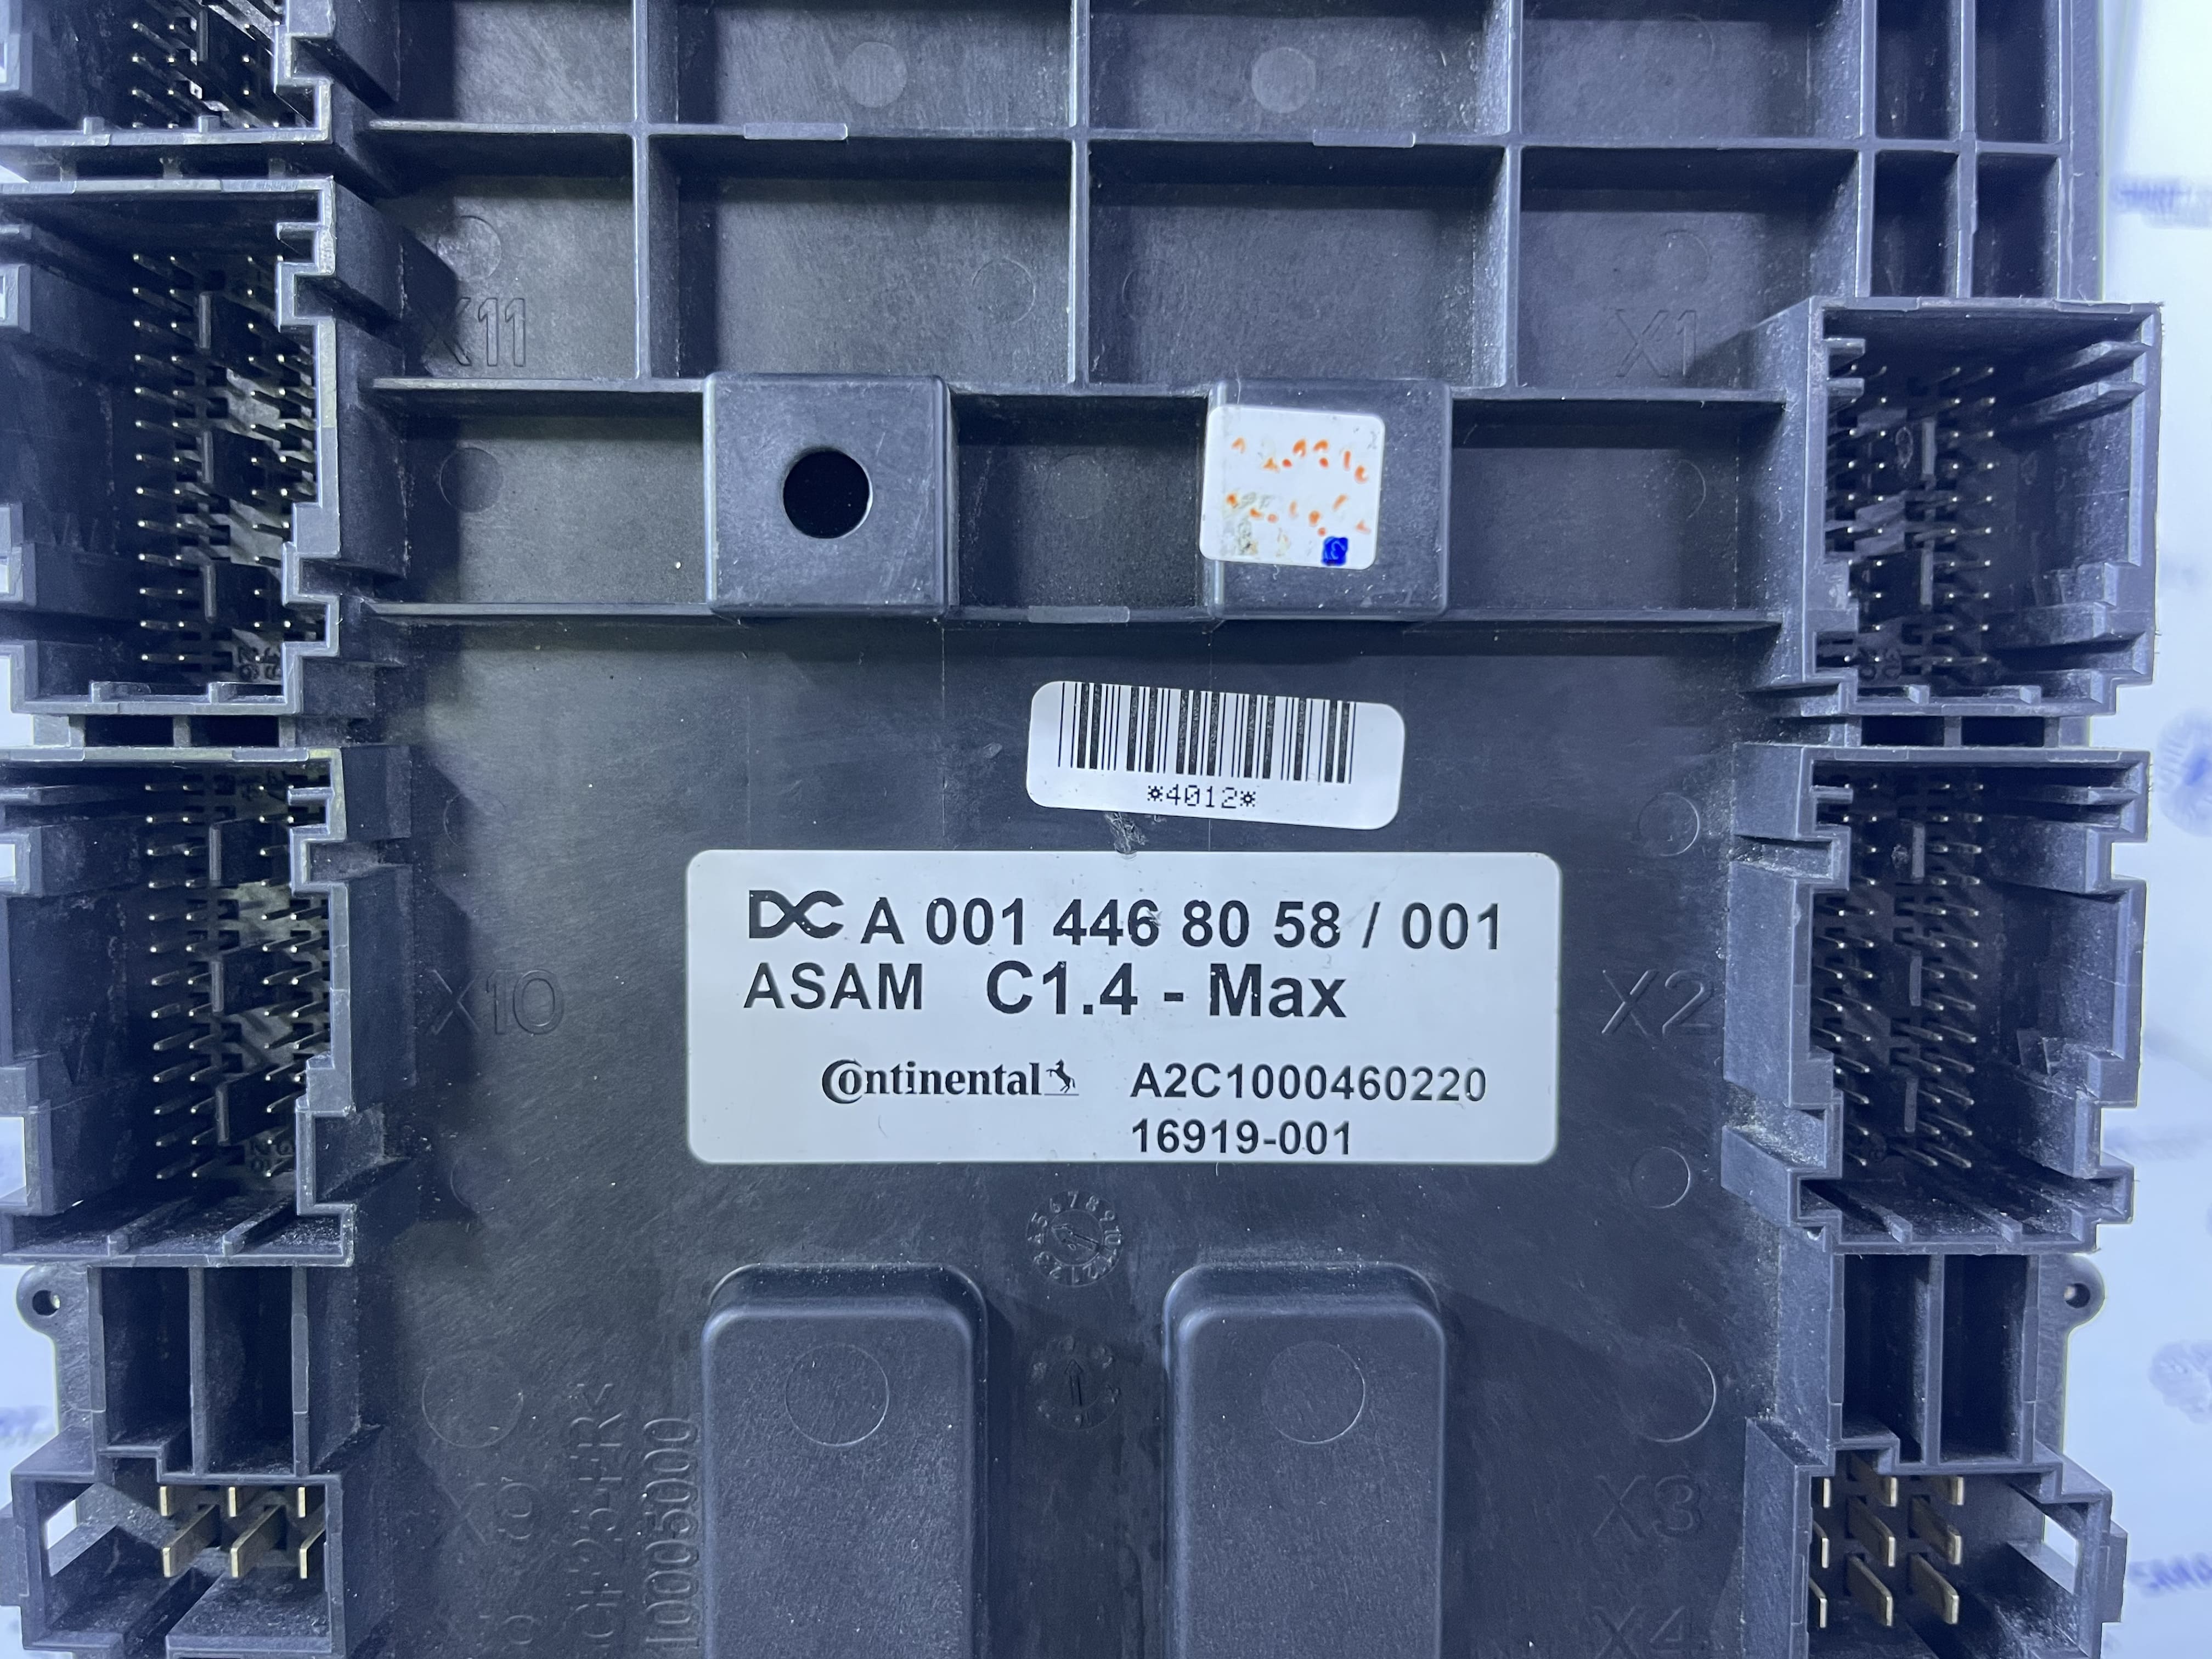 X11
X1
*4012*
DC A 001 446 80 58 / 001
ASAM C1.4 - Max
X10
X2
Continental A2C1000460220
16919-001
X3
X4